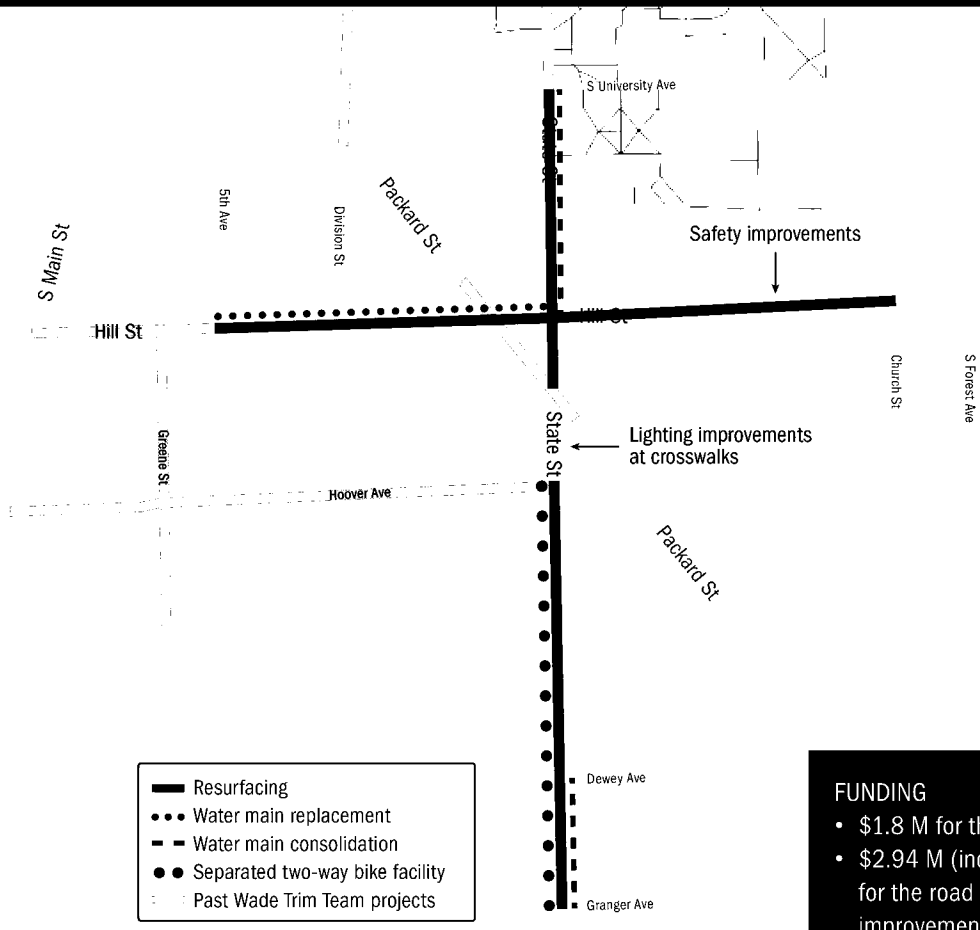 S University Ave
State St
Packard St
5th Ave
Division St
S Main St
Safety improvements
Hill St
Hill St
Church St
S Forest Ave
State St
Lighting improvements
at crosswalks
Greene St
Hoover Ave
Packard St
Resurfacing
Water main replacement
Water main consolidation
Separated two-way bike facility
Past Wade Trim Team projects
Dewey Ave
Granger Ave
FUNDING
• $1.8 M for th
• $2.94 M (inc
for the road
improvemen